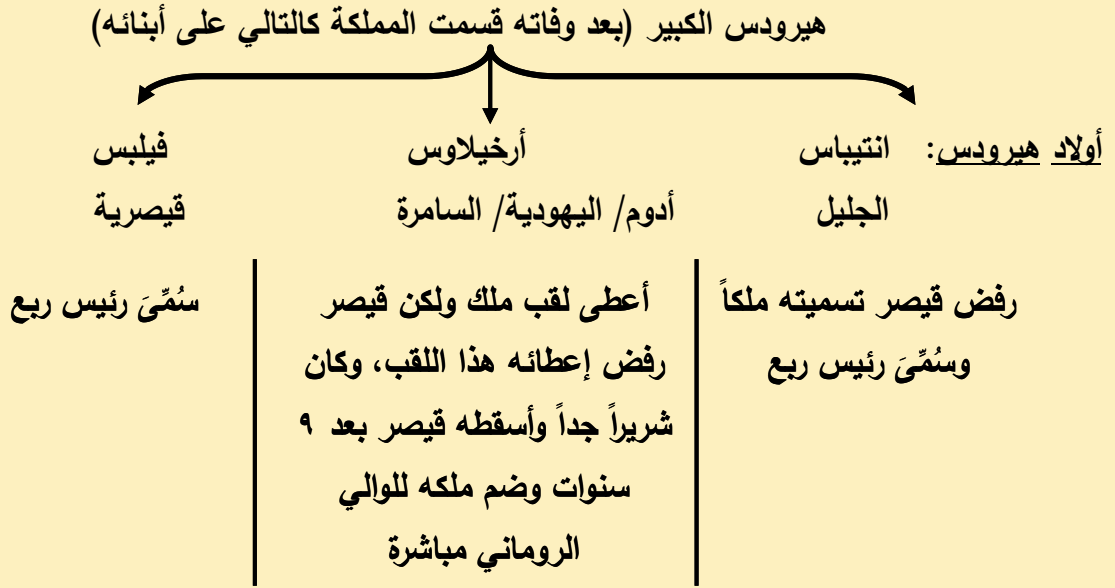 هيرودس الكبير (بعد وفاته قسمت المملكة كالتالي على أبنائه)
أولاد هيرودس: انتيباس أرخيلاوس فيلبس
الجليل أدوم/ اليهودية/ السامرة قيصرية
رفض قيصر تسميته ملكاً
وسُمِّىَ رئيس ربع
أعطى لقب ملك ولكن قيصر
رفض إعطائه هذا اللقب، وكان
شريراً جداً وأسقطه قيصر بعد ٩
سنوات وضم ملكه للوالي
الروماني مباشرة
سُمِّىَ رئيس ربع